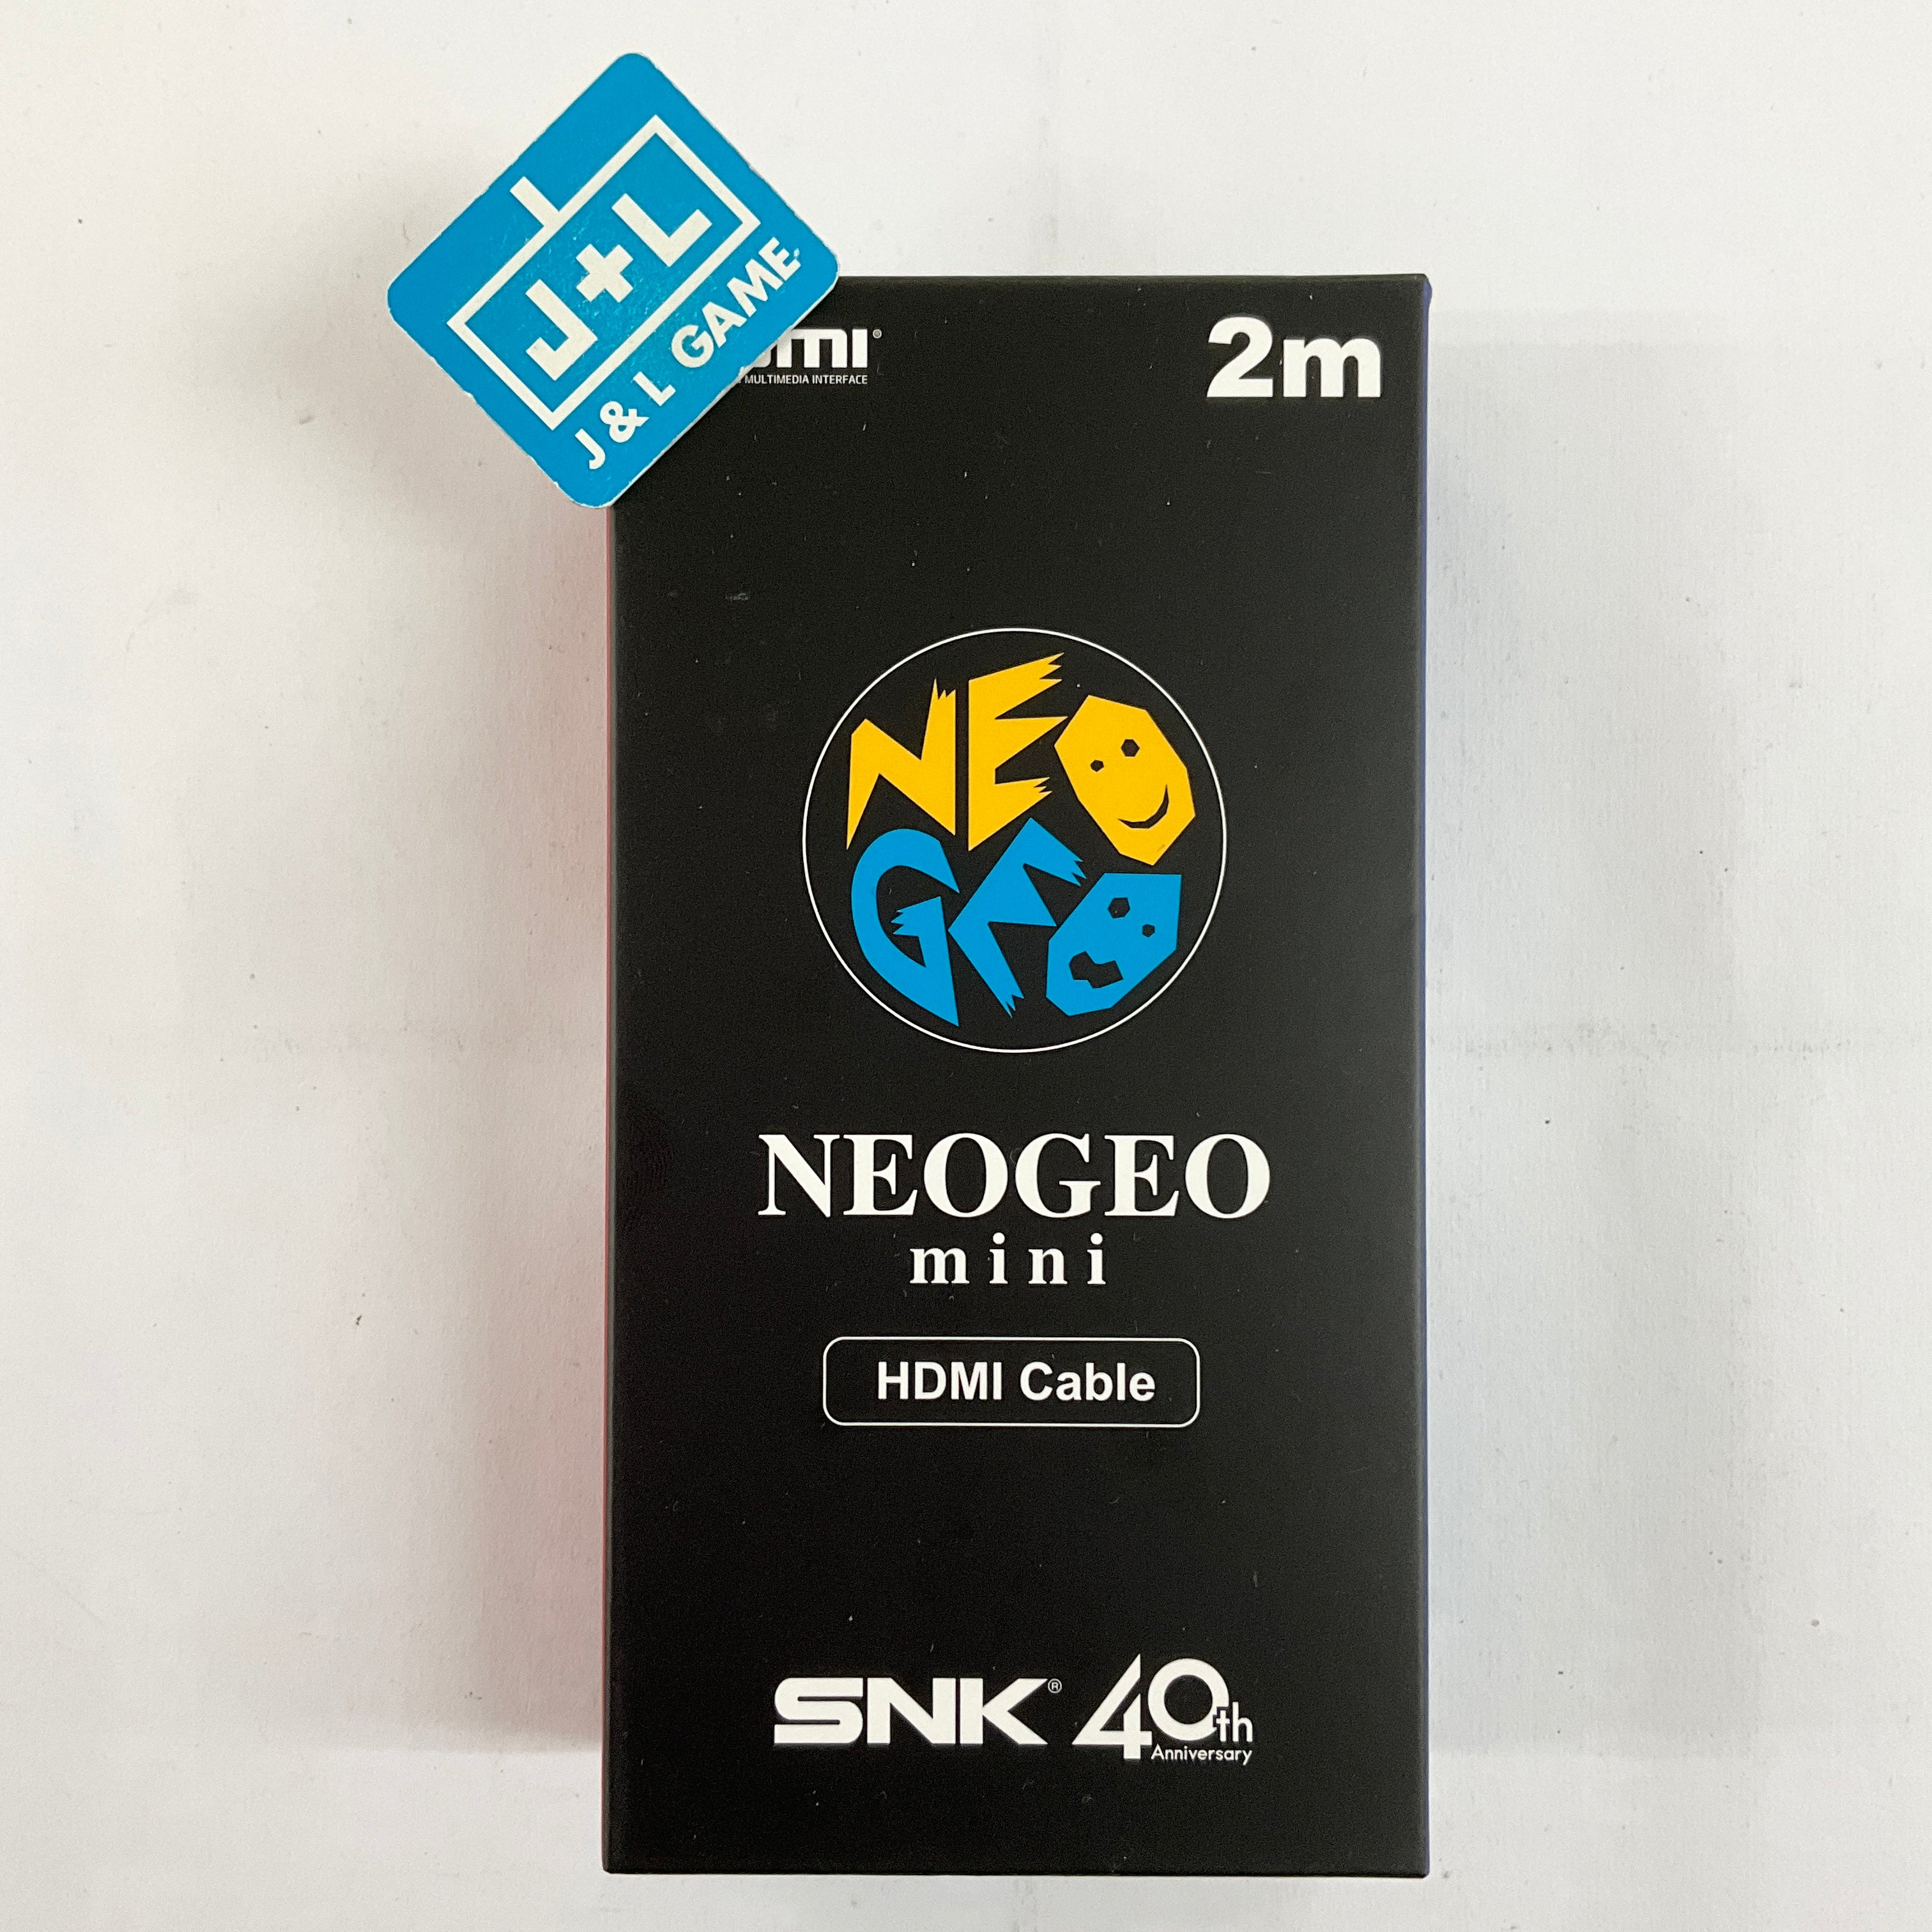 J+L
J & L GAME
MULTIMEDIA INTERFACE
2m
NEO
GEO
NEOGEO
mini
HDMI Cable
SNK® 40th
Anniversary